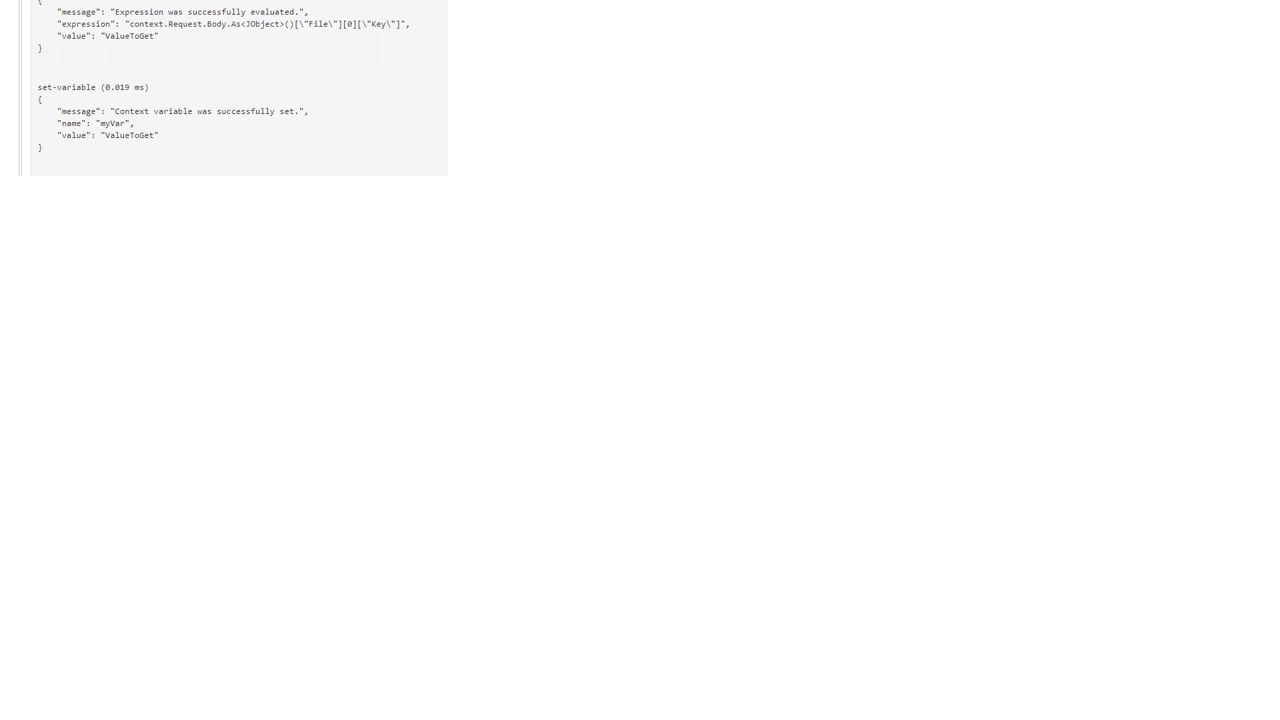 {
"message": "Expression was successfully evaluated.",
"expression": "context.Request.Body.As<JObject>()[\"File\"][0][\"Key\"]",
"value": "ValueToGet"
}
set-variable (0.019 ms)
{
"message": "Context variable was successfully set.",
"name": "myVar",
"value": "ValueToGet"
}